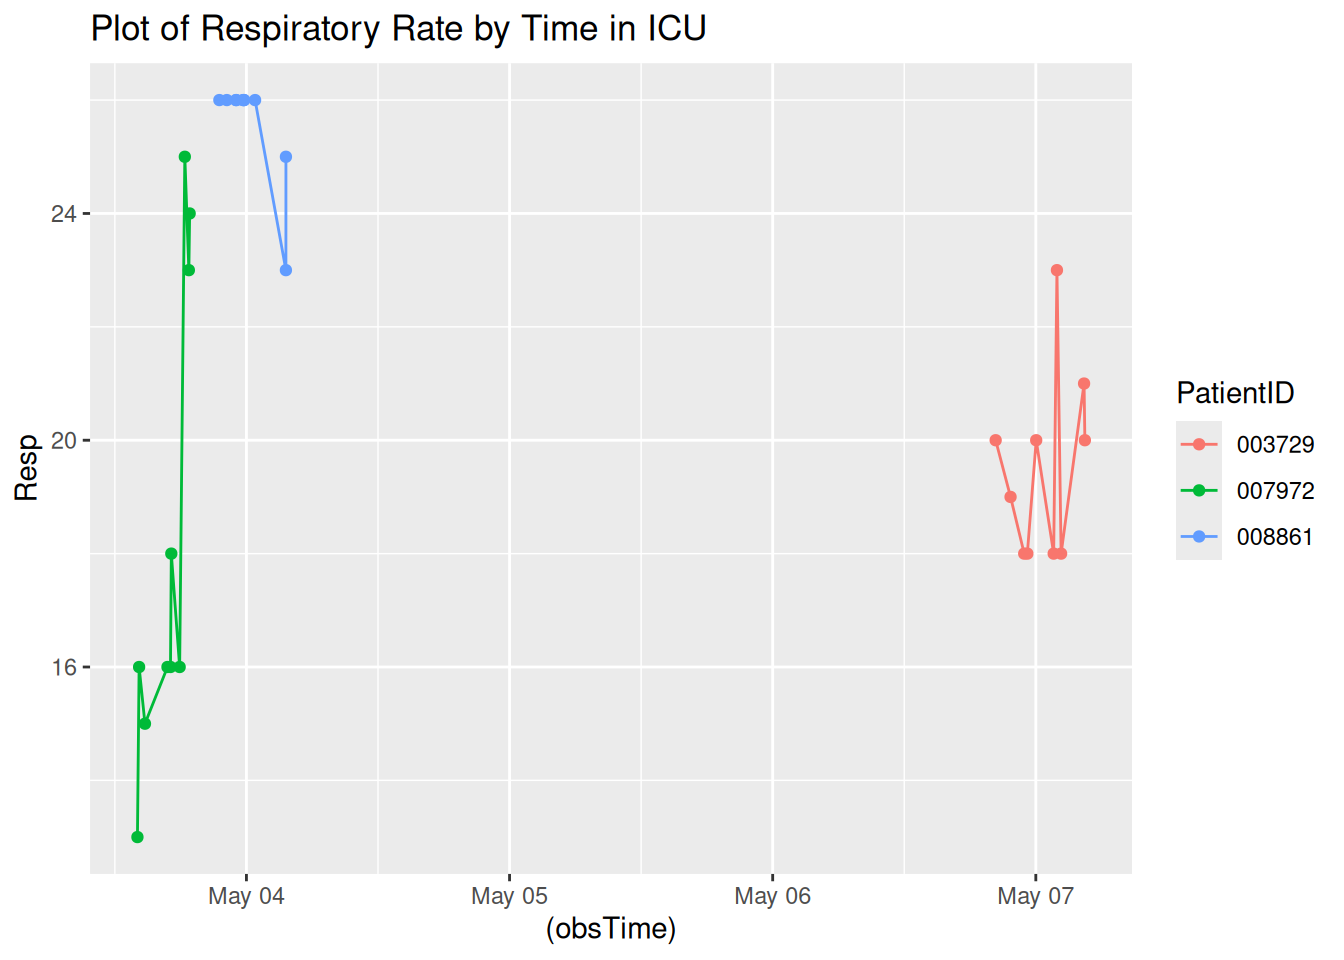 Plot of Respiratory Rate by Time in ICU
24
20
16
Resp
May 04
May 05
May 06
May 07
(obsTime)
PatientID
003729
007972
008861